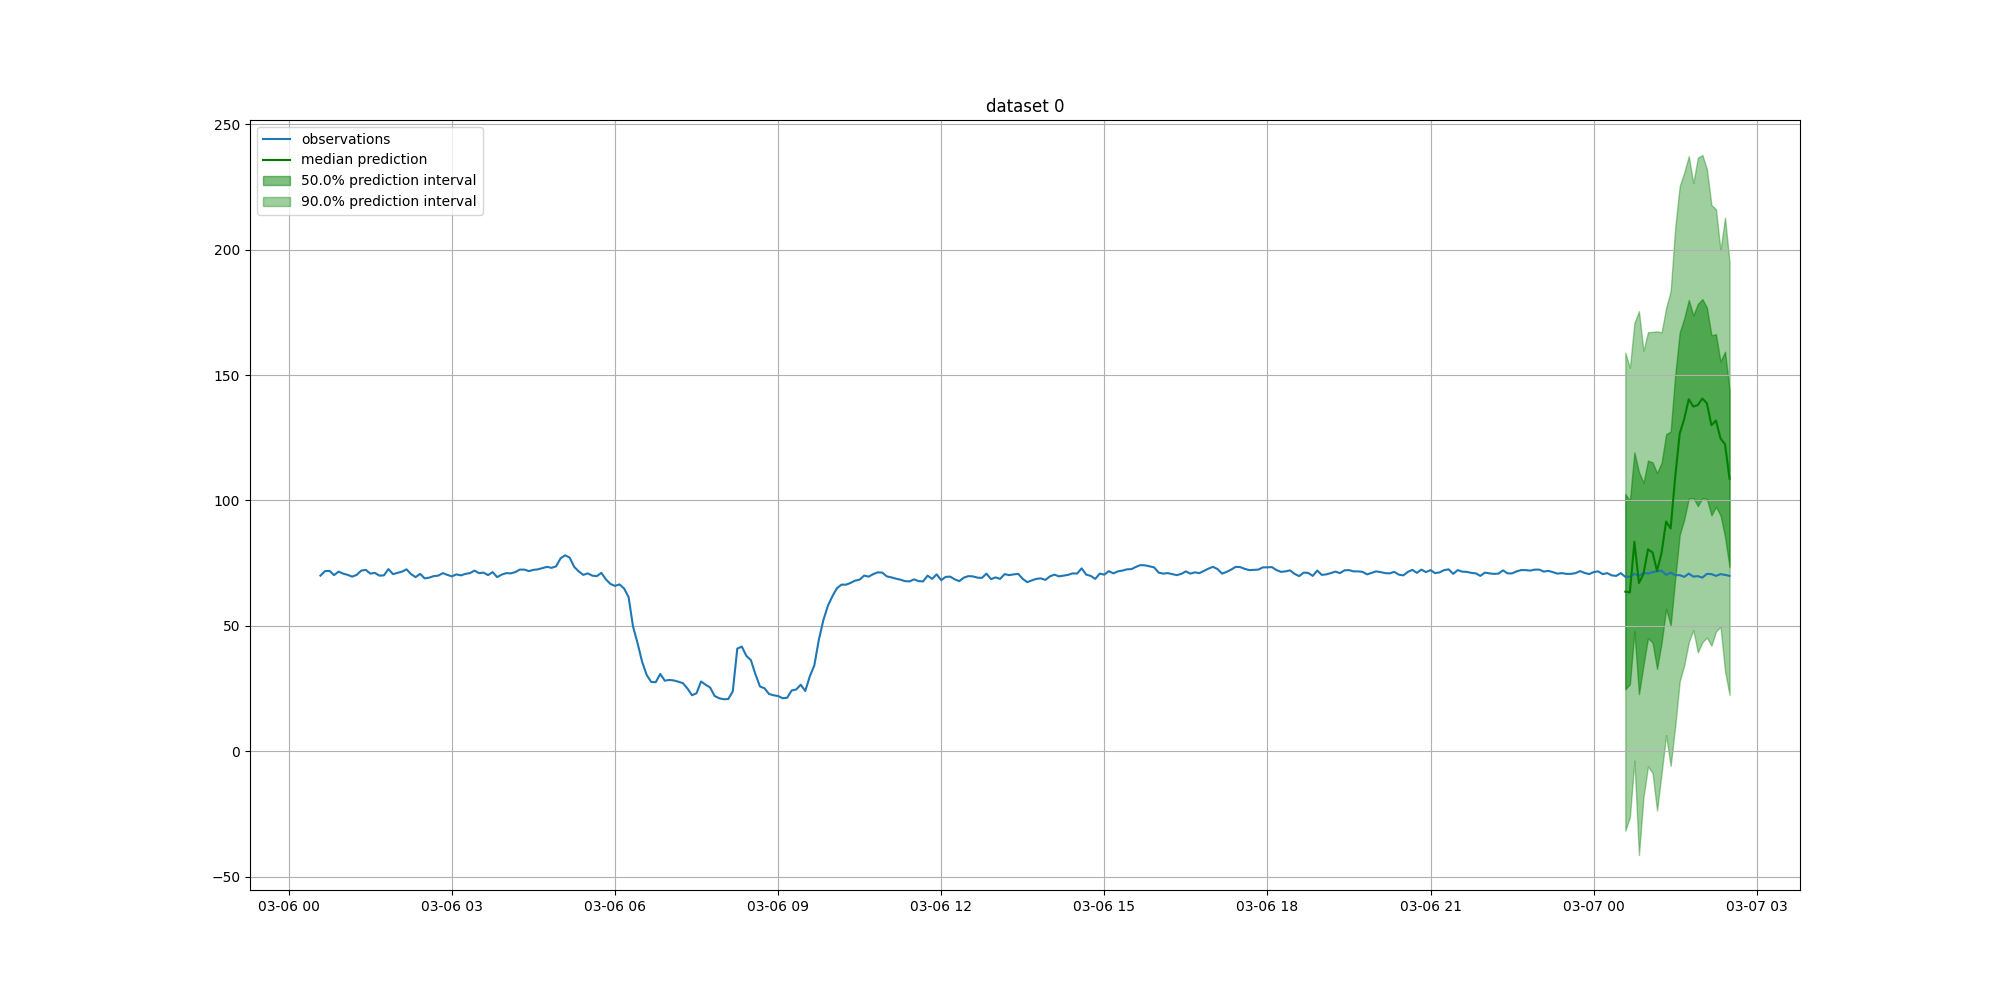 dataset 0
250
observations
median prediction
50.0% prediction interval
90.0% prediction interval
200
150
100
50
0
−50
03-06 00 03-06 03 03-06 06 03-06 09 03-06 12 03-06 15 03-06 18 03-06 21 03-07 00 03-07 03